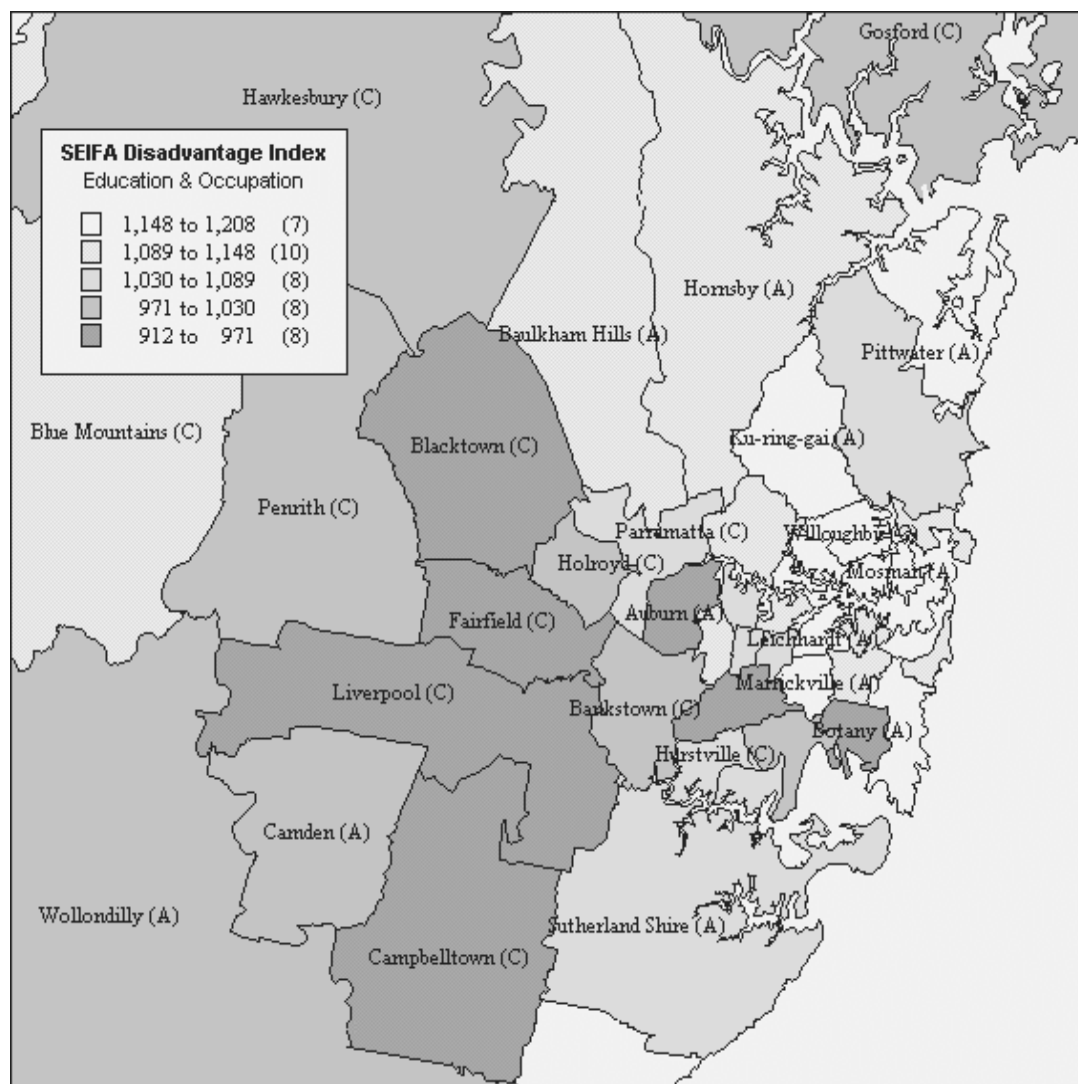 Gosford (C)
Hawkesbury (C)
SEIFA Disadvantage Index
Education & Occupation
1,148 to 1,208 (7)
1,089 to 1,148 (10)
1,030 to 1,089 (8)
971 to 1,030 (8)
912 to 971 (8)
Hornsby (A)
Baulkham Hills (A)
Pittwater (A)
Blue Mountains (C)
Ku-ring-gai (A)
Blacktown (C)
Penrith (C)
Parramatta (C)
Willoughby (C)
Holroyd (C)
Mosman (A)
Fairfield (C)
Auburn (A)
Leichhardt (A)
Liverpool (C)
Marrickville (A)
Bankstown (C)
Botany (A)
Hurstville (C)
Camden (A)
Wollondilly (A)
Sutherland Shire (A)
Campbelltown (C)